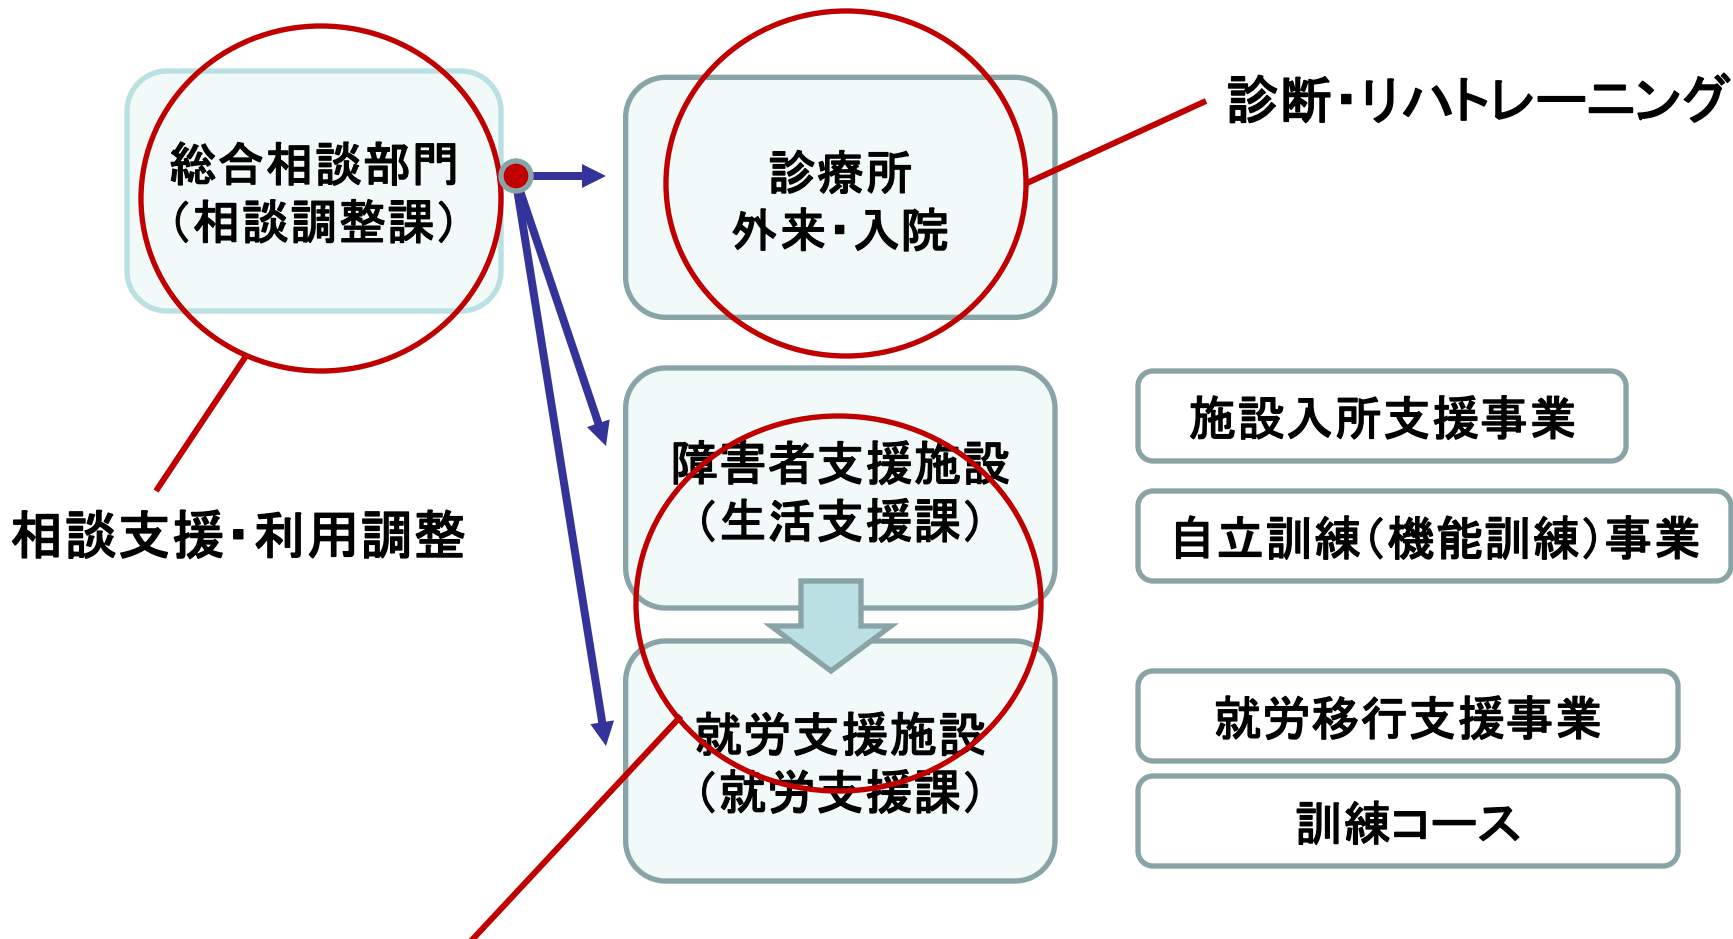 総合相談部門
（相談調整課）
診療所
外来・入院
診断・リハトレーニング
相談支援・利用調整
障害者支援施設
（生活支援課）
施設入所支援事業
自立訓練（機能訓練）事業
就労支援施設
（就労支援課）
就労移行支援事業
訓練コース